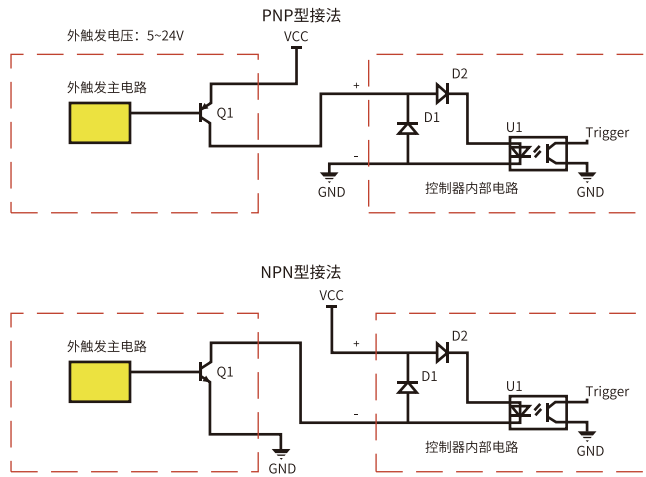 PNP型接法
外触发电压：5~24V
VCC
外触发主电路
Q1
+
-
D2
D1
U1
Trigger
GND
控制器内部电路
GND
NPN型接法
VCC
外触发主电路
Q1
+
-
D2
D1
U1
Trigger
控制器内部电路
GND
GND